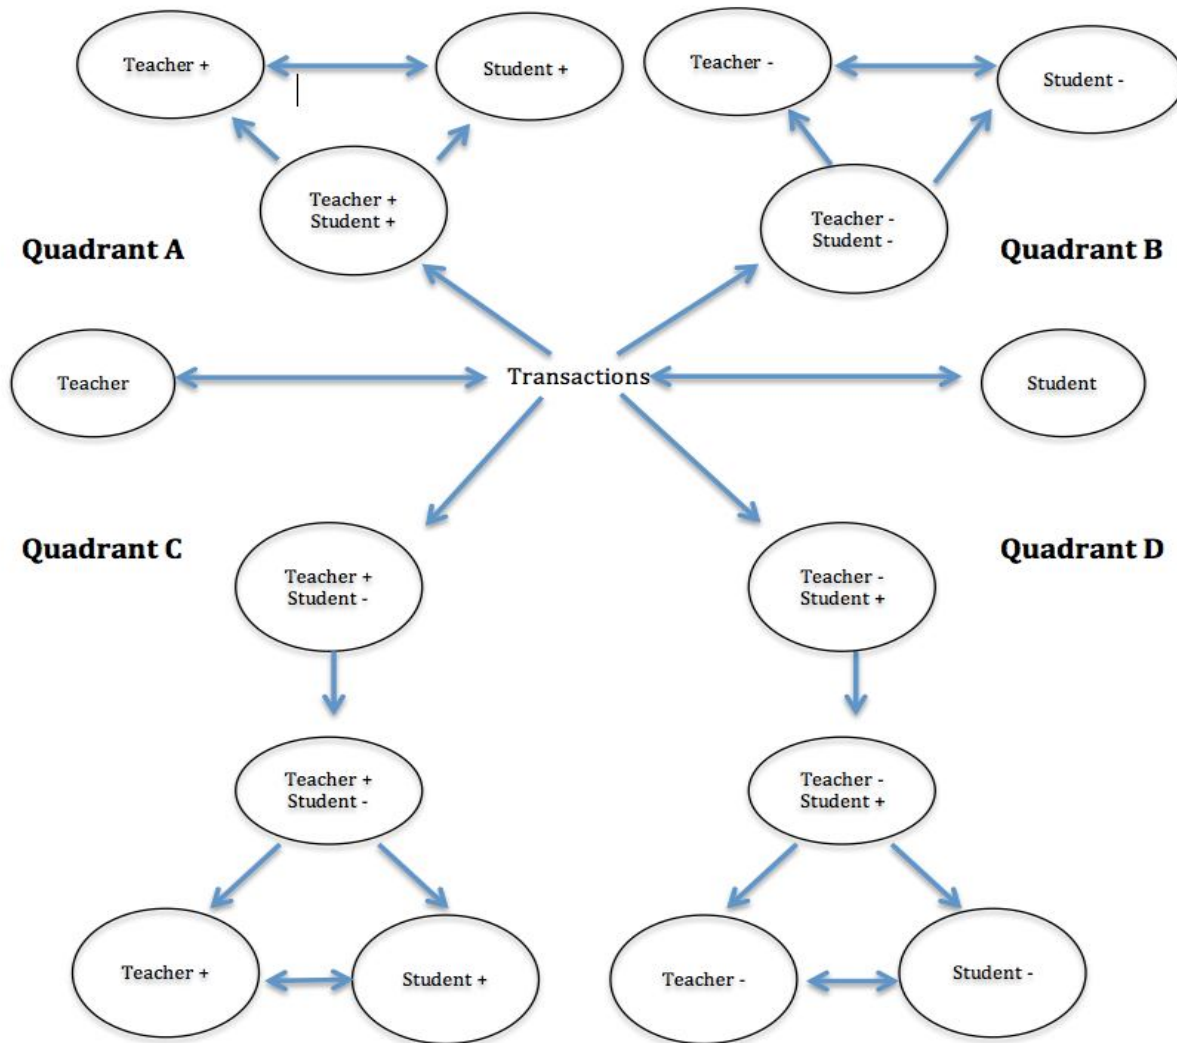 Teacher +
Student +
Teacher -
Student -
Teacher +
Student +
Teacher -
Student -
Quadrant A
Quadrant B
Teacher
Transactions
Student
Quadrant C
Quadrant D
Teacher +
Student -
Teacher -
Student +
Teacher +
Student -
Teacher -
Student +
Teacher +
Student +
Teacher -
Student -